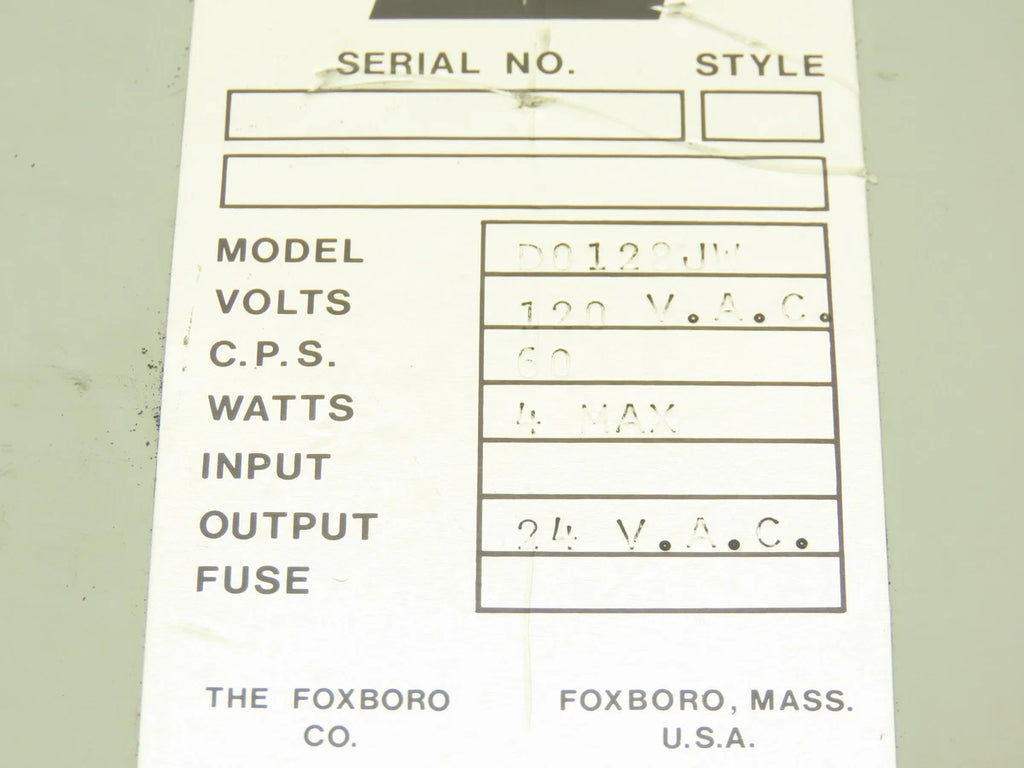 SERIAL NO. STYLE
MODEL D0128JW
VOLTS 120 V.A.C.
C.P.S. 60
WATTS 4 MAX
INPUT
OUTPUT 24 V.A.C.
FUSE
THE FOXBORO CO. FOXBORO, MASS. U.S.A.